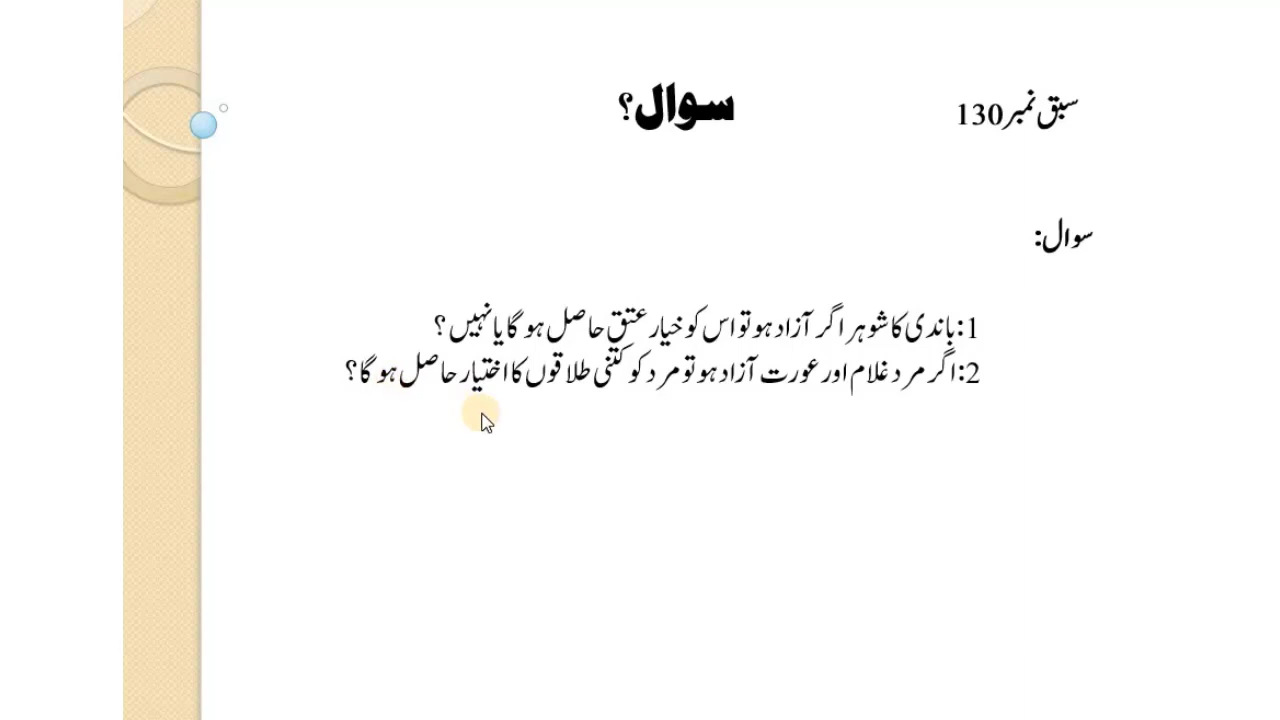 سبق نمبر 130
سوال؟
سوال:
1: باندی کا شوہر اگر آزاد ہو تو اس کو خیار عتق حاصل ہو گا یا نہیں؟
2: اگر مرد غلام اور عورت آزاد ہو تو مرد کو کتنی طلاقوں کا اختیار حاصل ہو گا؟